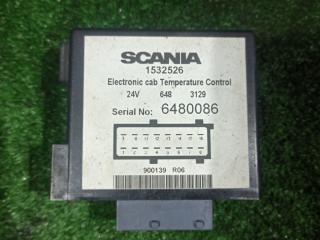 SCANIA
1532526
Electronic cab Temperature Control
24V 648 3129
Serial No: 6480086
900139 R06